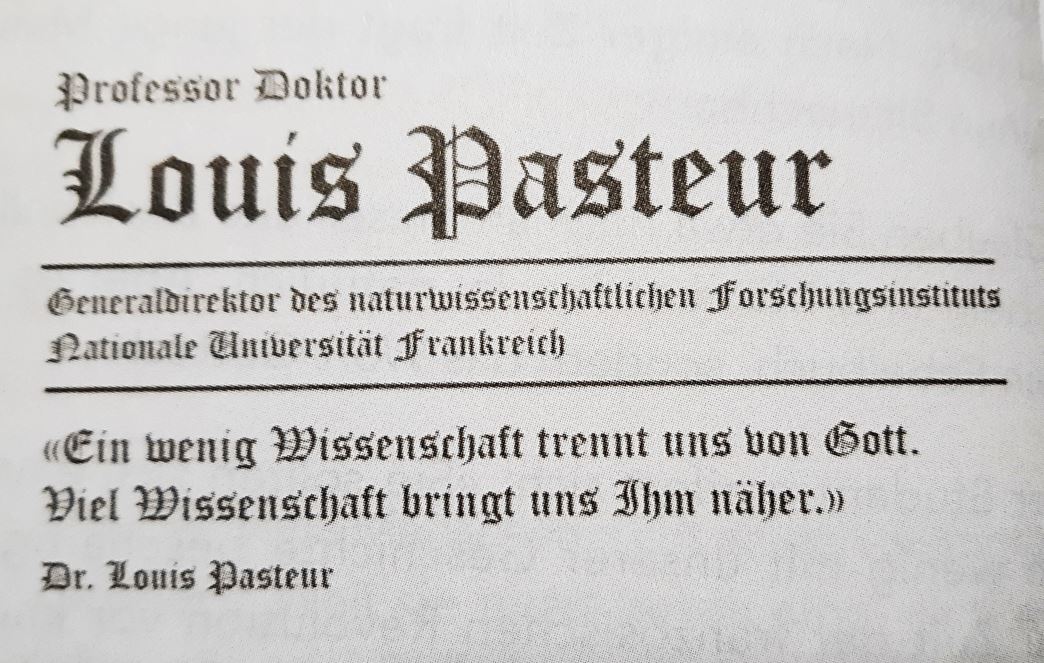 Professor Doktor
Louis Pasteur
Generaldirektor des naturwissenschaftlichen Forschungsinstituts
Nationale Universität Frankreich
«Ein wenig Wissenschaft trennt uns von Gott.
Viel Wissenschaft bringt uns Ihm näher.»
Dr. Louis Pasteur